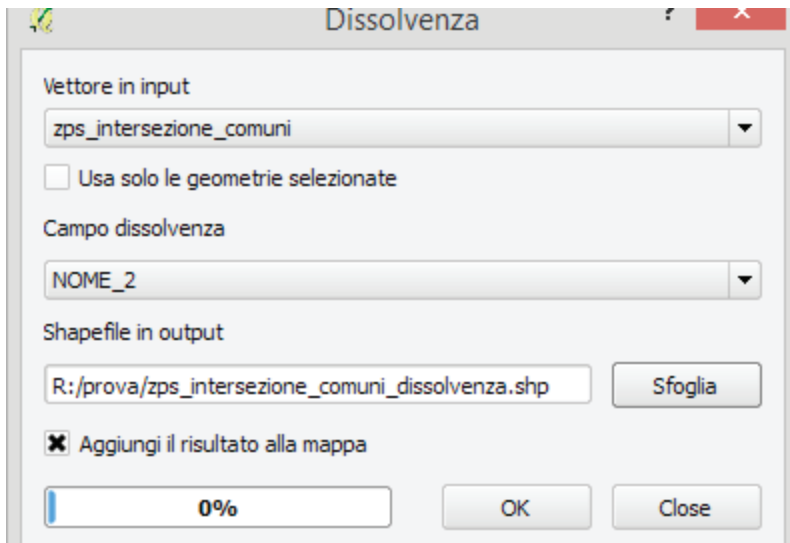 Dissolvenza ?
Vettore in input
zps_intersezione_comuni
Usa solo le geometrie selezionate
Campo dissolvenza
NOME_2
Shapefile in output
R:/prova/zps_intersezione_comuni_dissolvenza.shp Sfoglia
Aggiungi il risultato alla mappa
0% OK Close